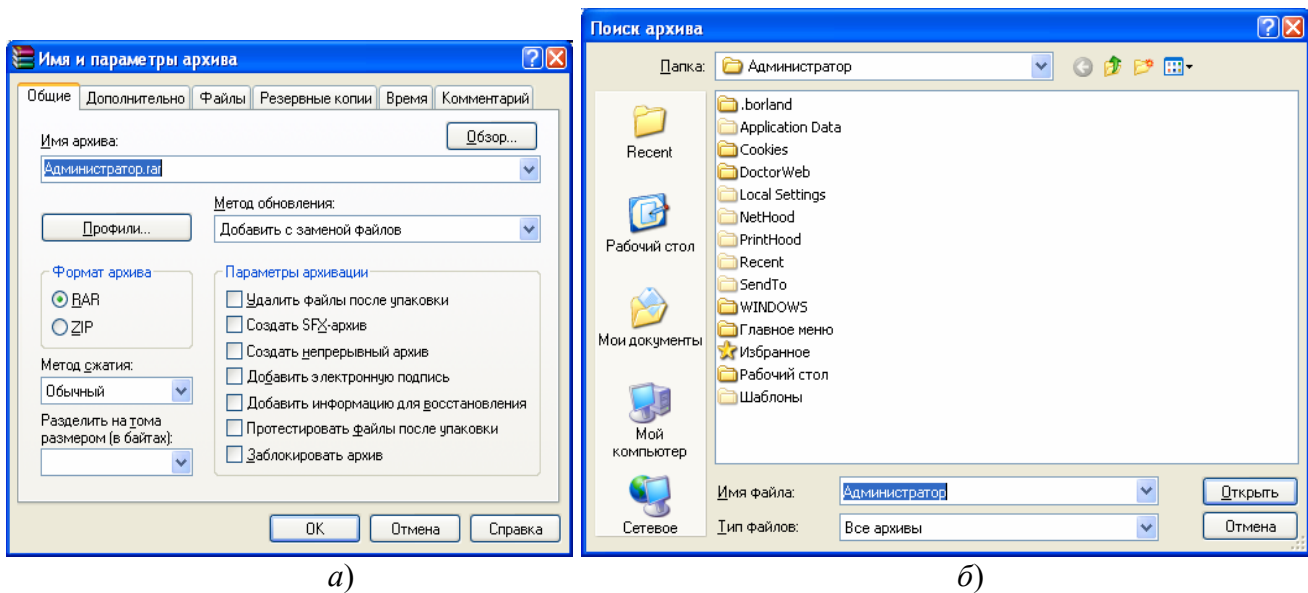 Имя и параметры архива
Общие Дополнительно Файлы Резервные копии Время Комментарий
Имя архива:
Обзор...
Администратор.rar
Метод обновления:
Профили...
Добавить с заменой файлов
Формат архива
RAR
ZIP
Метод сжатия:
Обычный
Разделить на тома
размером (в байтах):
Параметры архивации
Удалить файлы после упаковки
Создать SFX-архив
Создать непрерывный архив
Добавить электронную подпись
Добавить информацию для восстановления
Протестировать файлы после упаковки
Заблокировать архив
OK Отмена Справка
а)
Поиск архива
Папка: Администратор
Recent
Рабочий стол
Мои документы
Мой
компьютер
Сетевое
.borland
Application Data
Cookies
DoctorWeb
Local Settings
NetHood
PrintHood
Recent
SendTo
WINDOWS
Главное меню
Избранное
Рабочий стол
Шаблоны
Имя файла: Администратор Открыть
Тип файлов: Все архивы Отмена
б)